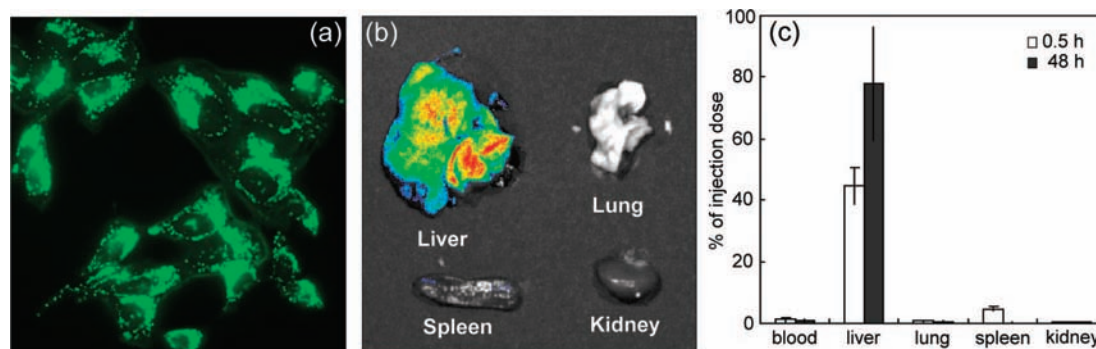 (a)
(b)
Liver
Lung
Spleen
Kidney
(c)
100
80
60
40
20
0
% of injection dose
0.5 h
48 h
blood
liver
lung
spleen
kidney